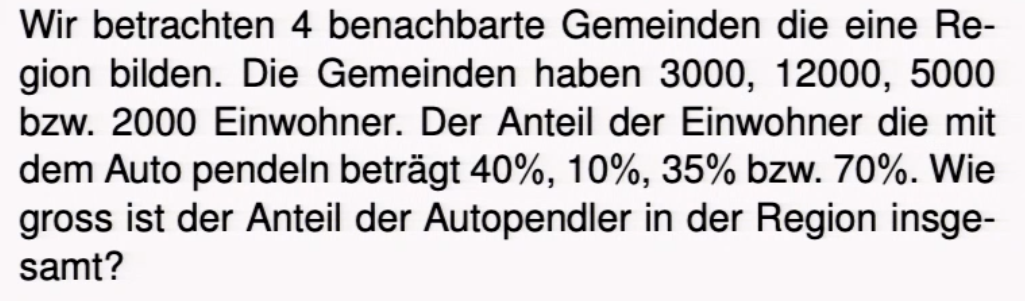 Wir betrachten 4 benachbarte Gemeinden die eine Re-
gion bilden. Die Gemeinden haben 3000, 12000, 5000
bzw. 2000 Einwohner. Der Anteil der Einwohner die mit
dem Auto pendeln beträgt 40%, 10%, 35% bzw. 70%. Wie
gross ist der Anteil der Autopendler in der Region insge-
samt?